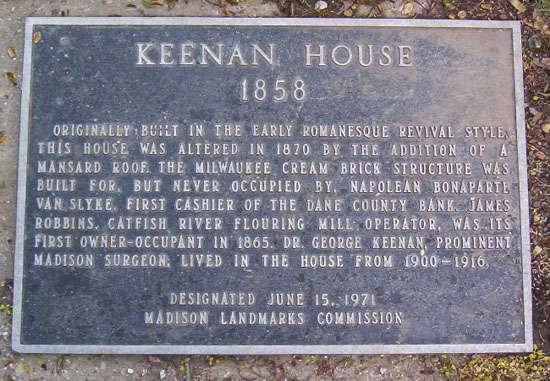 KEENAN HOUSE
1858
ORIGINALLY BUILT IN THE EARLY ROMANESQUE REVIVAL STYLE,
THIS HOUSE WAS ALTERED IN 1870 BY THE ADDITION OF A
MANSARD ROOF. THE MILWAUKEE CREAM BRICK STRUCTURE WAS
BUILT FOR, BUT NEVER OCCUPIED BY, NAPOLEAN BONAPARTE
VAN SLYKE, FIRST CASHIER OF THE DANE COUNTY BANK. JAMES
ROBBINS, CATFISH RIVER FLOURING MILL OPERATOR, WAS ITS
FIRST OWNER-OCCUPANT IN 1865. DR. GEORGE KEENAN, PROMINENT
MADISON SURGEON, LIVED IN THE HOUSE FROM 1900-1916.
DESIGNATED JUNE 15, 1971
MADISON LANDMARKS COMMISSION